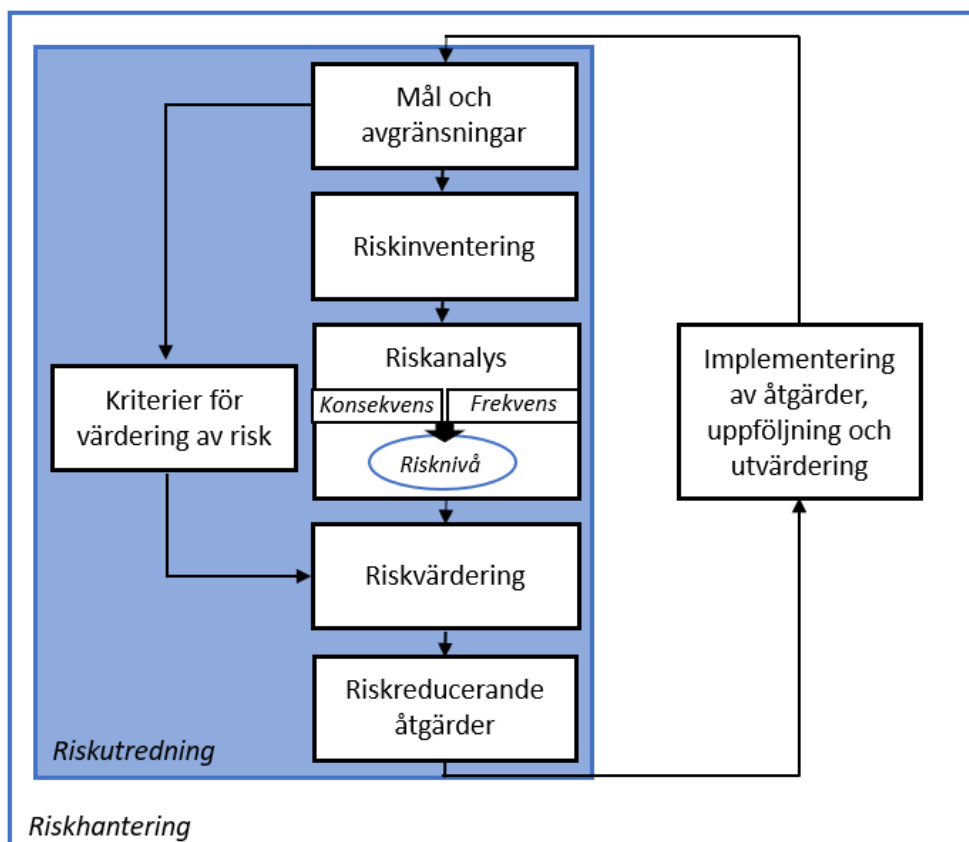 Mål och
avgränsningar
Riskinventering
Riskanalys
Konsekvens
Frekvens
Risknivå
Kriterier för
värdering av risk
Riskvärdering
Riskreducerande
åtgärder
Implementering
av åtgärder,
uppföljning och
utvärdering
Riskutredning
Riskhantering